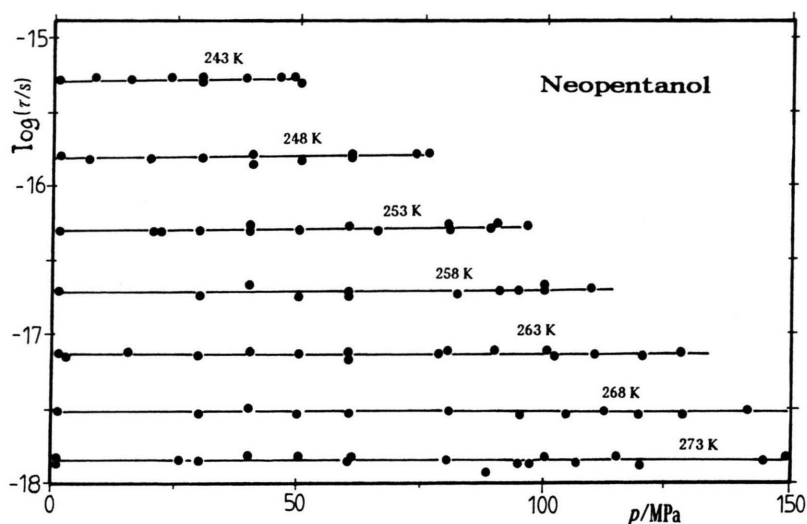 -15
243 K
Neopentanol
log(τ/s)
248 K
-16
253 K
258 K
-17
263 K
268 K
273 K
-18
0
50
100
150
p/MPa